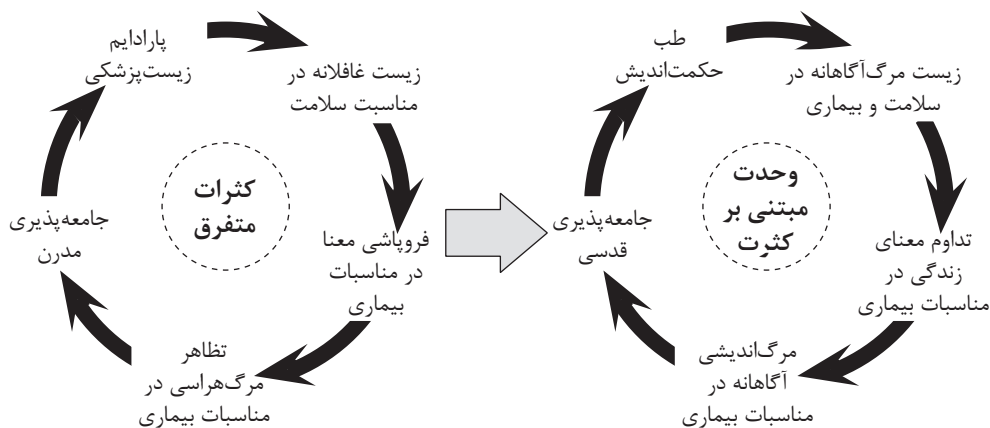 پارادایم
زیست‌پزشکی
زیست غافلانه در
مناسبت سلامت
فروپاشی معنا
در مناسبات
بیماری
تظاهر
مرگ‌هراسی در
مناسبات بیماری
جامعه‌پذیری
مدرن
کثرات
متفرق
طب
حکمت‌اندیش
زیست مرگ‌آگاهانه در
سلامت و بیماری
تداوم معنای
زندگی در
مناسبات بیماری
مرگ‌اندیشی
آگاهانه در
مناسبات بیماری
جامعه‌پذیری
قدسی
وحدت
مبتنی بر
کثرت